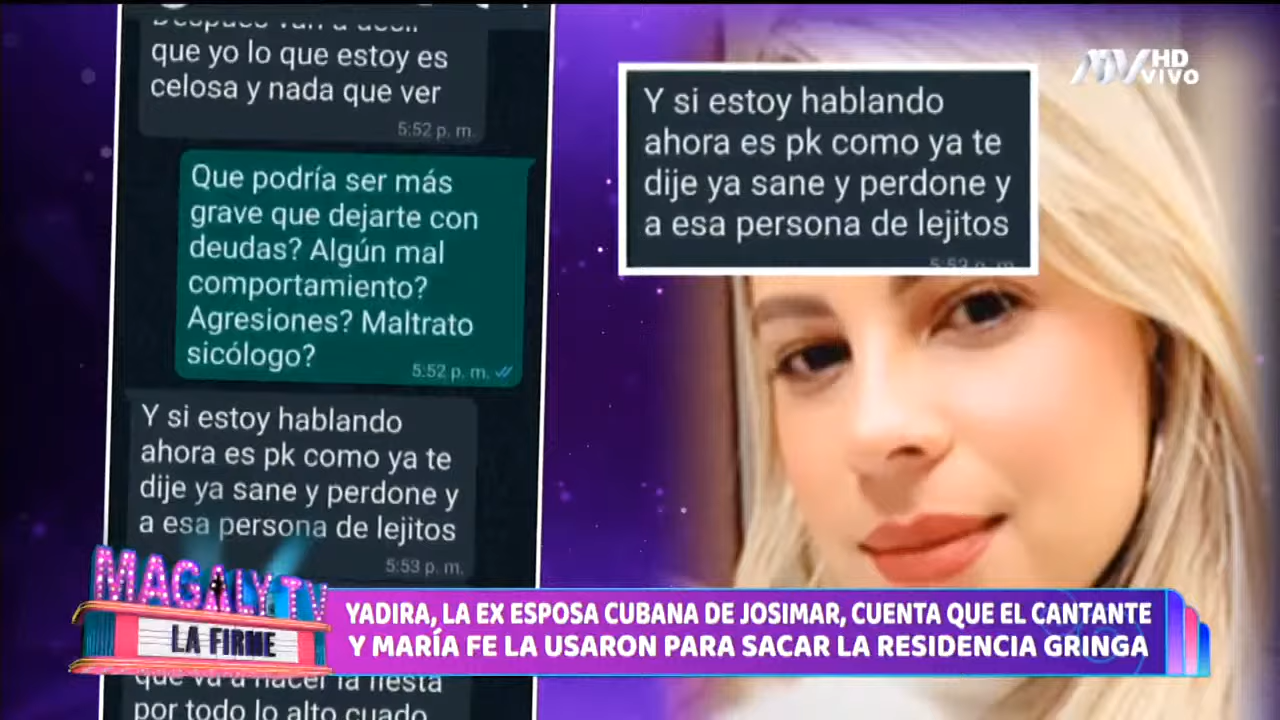 que yo lo que estoy es
celosa y nada que ver
5:52 p. m.
Que podría ser más
grave que dejarte con
deudas? Algún mal
comportamiento?
Agresiones? Maltrato
sicólogo?
5:52 p. m.
Y si estoy hablando
ahora es pk como ya te
dije ya sane y perdone y
a esa persona de lejitos
5:53 p. m.
que va a hacer la fiesta
por todo lo alto cuado
Y si estoy hablando
ahora es pk como ya te
dije ya sane y perdone y
a esa persona de lejitos
5:53 p. m.
ATV HD
VIVO
MAGALY TV
LA FIRME
YADIRA, LA EX ESPOSA CUBANA DE JOSIMAR, CUENTA QUE EL CANTANTE
Y MARÍA FE LA USARON PARA SACAR LA RESIDENCIA GRINGA